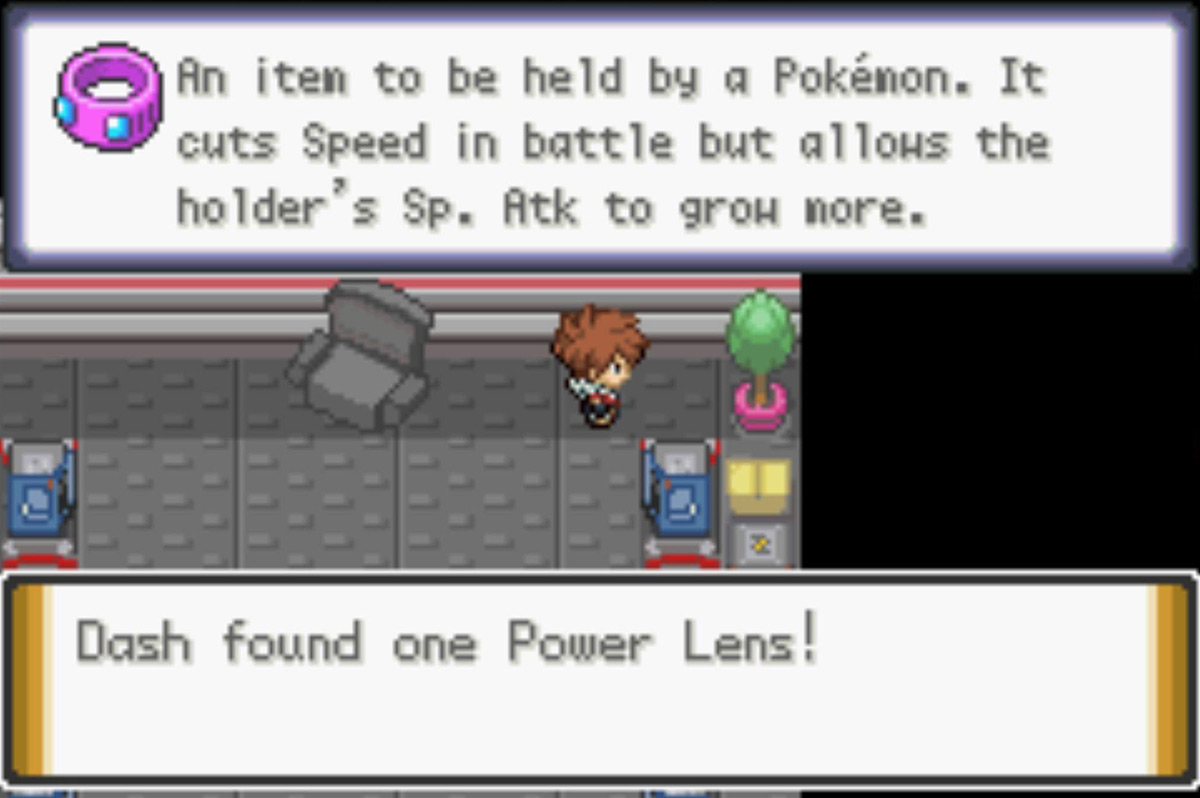 An item to be held by a Pokémon. It
cuts Speed in battle but allows the
holder's Sp. Atk to grow more.
Dash found one Power Lens!